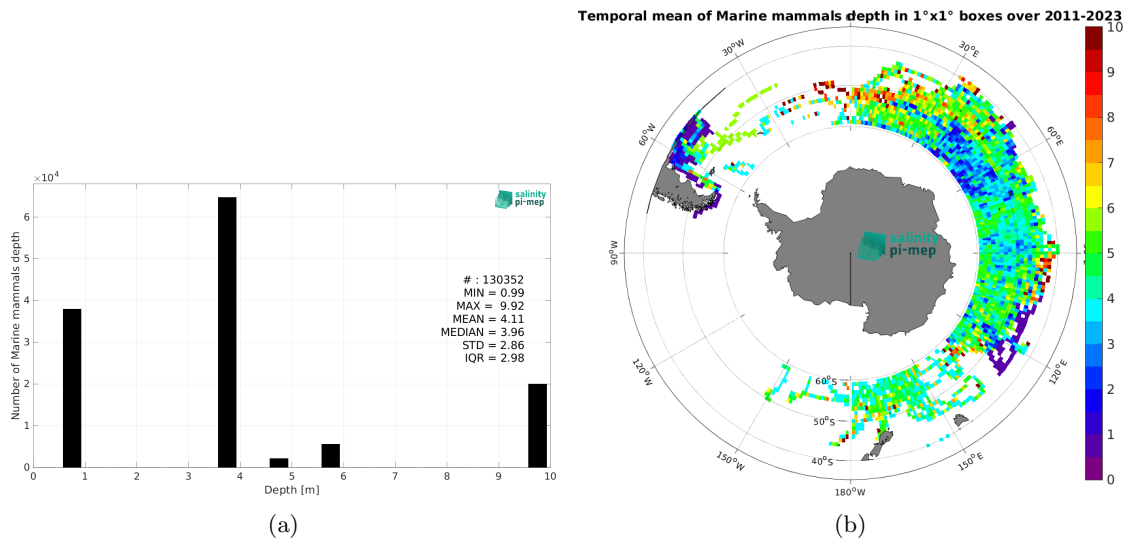 ×10⁴
6
5
4
3
2
1
0
Number of Marine mammals depth
0 1 2 3 4 5 6 7 8 9 10
Depth [m]
salinity
pi-mep
# : 130352
MIN = 0.99
MAX = 9.92
MEAN = 4.11
MEDIAN = 3.96
STD = 2.86
IQR = 2.98
(a)
Temporal mean of Marine mammals depth in 1°x1° boxes over 2011-2023
30°W
30°E
60°W
60°E
90°W
120°W
120°E
150°W
150°E
180°W
60°S
50°S
40°S
salinity
pi-mep
10
9
8
7
6
5
4
3
2
1
0
(b)